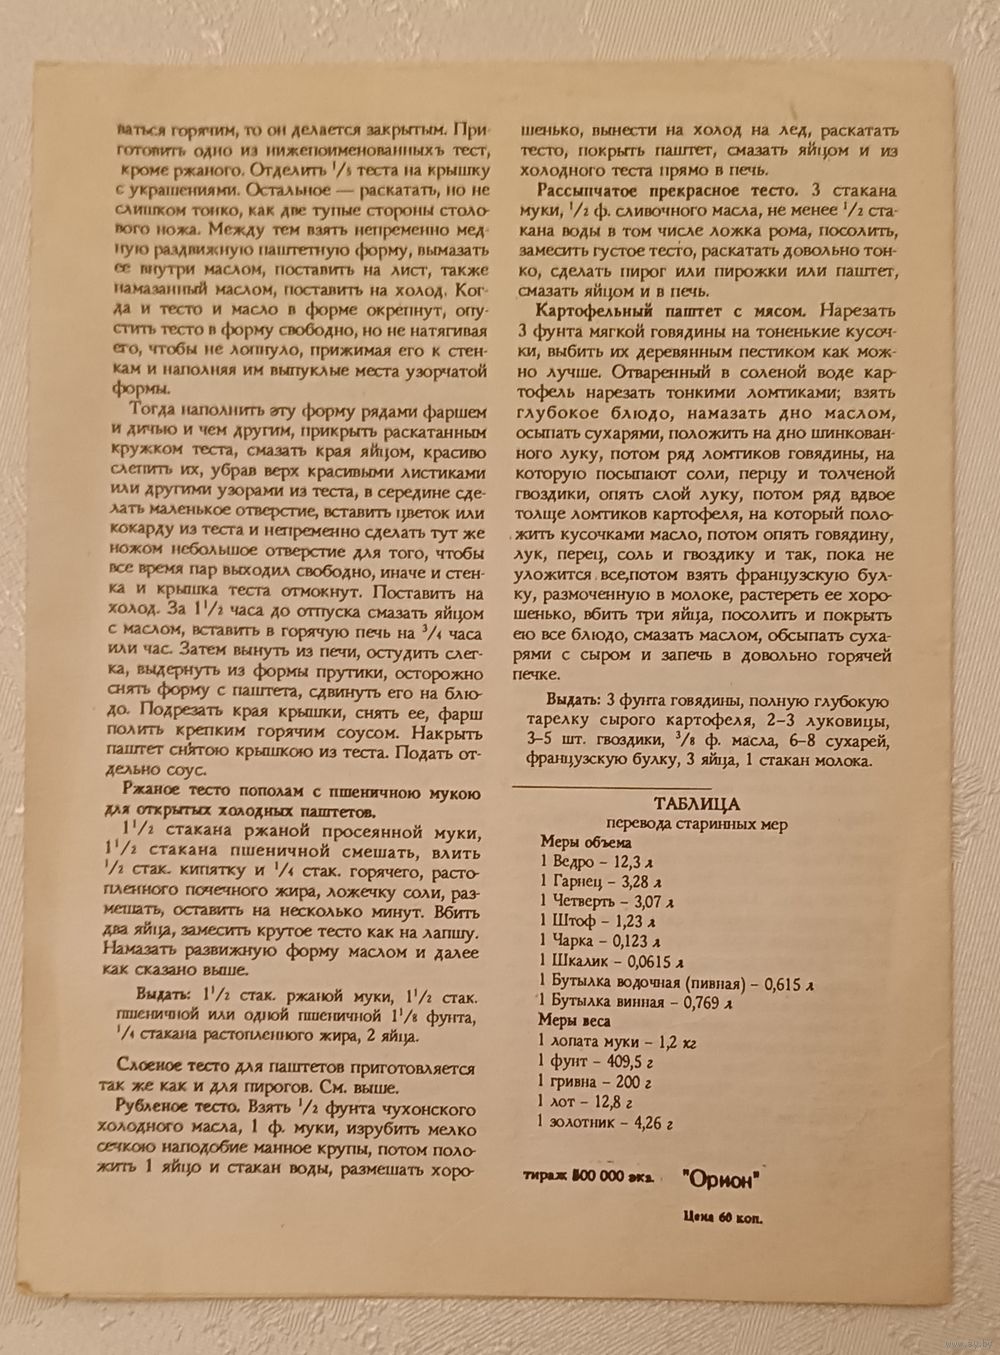 ваться горячим, то он делается закрытым. При-
готовить одно из нижепоименованныхъ тест,
кроме ржаного. Отделить 1/3 теста на крышку
с украшениями. Остальное — раскатать, но не
слишком тонко, как две тупые стороны столо-
вого ножа. Между тем взять непременно мед-
ную раздвижную паштетную форму, вымазать
ее внутри маслом, поставить на лист, также
намазанный маслом, поставить на холод. Ког-
да и тесто и масло в форме окрепнут, опу-
стить тесто в форму свободно, но не натягивая
его, чтобы не лопнуло, прижимая его к стен-
кам и наполняя им выпуклые места узорчатой
формы.
Тогда наполнить эту форму рядами фаршем
и дичью и чем другим, прикрыть раскатанным
кружком теста, смазать края яйцом, красиво
слепить их, убрав верх красивыми листиками
или другими узорами из теста, в середине сде-
лать маленькое отверстие, вставить цветок или
кокарду из теста и непременно сделать тут же
ножом небольшое отверстие для того, чтобы
все время пар выходил свободно, иначе и стен-
ка и крышка теста отмокнут. Поставить на
холод. За 1 1/2 часа до отпуска смазать яйцом
с маслом, вставить в горячую печь на 3/4 часа
или час. Затем вынуть из печи, остудить слег-
ка, выдернуть из формы прутики, осторожно
снять форму с паштета, сдвинуть его на блю-
до. Подрезать края крышки, снять ее, фарш
полить крепким горячим соусом. Накрыть
паштет снятою крышкою из теста. Подать от-
дельно соус.
Ржаное тесто пополам с пшеничною мукою
для открытых холодных паштетов.
1 1/2 стакана ржаной просеянной муки,
1 1/2 стакана пшеничной смешать, влить
1/2 стак. кипятку и 1/4 стак. горячего, расто-
пленного почечного жира, ложечку соли, раз-
мешать, оставить на несколько минут. Вбить
два яйца, замесить крутое тесто как на лапшу.
Намазать развижную форму маслом и далее
как сказано выше.
Выдать: 1 1/2 стак. ржаной муки, 1 1/2 стак.
пшеничной или одной пшеничной 1 1/8 фунта,
1/4 стакана растопленного жира, 2 яйца.
Слоеное тесто для паштетов приготовляется
так же как и для пирогов. См. выше.
Рубленое тесто. Взять 1/2 фунта чухонского
холодного масла, 1 ф. муки, изрубить мелко
сечкою наподобие манное крупы, потом поло-
жить 1 яйцо и стакан воды, размешать хоро-
шенько, вынести на холод на лед, раскатать
тесто, покрыть паштет, смазать яйцом и из
холодного теста прямо в печь.
Рассыпчатое прекрасное тесто. 3 стакана
муки, 1/2 ф. сливочного масла, не менее 1/2 ста-
кана воды в том числе ложка рома, посолить,
замесить густое тесто, раскатать довольно тон-
ко, сделать пирог или пирожки или паштет,
смазать яйцом и в печь.
Картофельный паштет с мясом. Нарезать
3 фунта мягкой говядины на тоненькие кусоч-
ки, выбить их деревянным пестиком как мож-
но лучше. Отваренный в соленой воде кар-
тофель нарезать тонкими ломтиками; взять
глубокое блюдо, намазать дно маслом,
осыпать сухарями, положить на дно шинкован-
ного луку, потом ряд ломтиков говядины, на
которую посыпают соли, перцу и толченой
гвоздики, опять слой луку, потом ряд вдвое
толще ломтиков картофеля, на который поло-
жить кусочками масло, потом опять говядину,
лук, перец, соль и гвоздику и так, пока не
уложится все,потом взять французскую бул-
ку, размоченную в молоке, растереть ее хоро-
шенько, вбить три яйца, посолить и покрыть
ею все блюдо, смазать маслом, обсыпать суха-
рями с сыром и запечь в довольно горячей
печке.
Выдать: 3 фунта говядины, полную глубокую
тарелку сырого картофеля, 2–3 луковицы,
3–5 шт. гвоздики, 3/8 ф. масла, 6–8 сухарей,
французскую булку, 3 яйца, 1 стакан молока.
ТАБЛИЦА
перевода старинных мер
Меры объема
1 Ведро – 12,3 л
1 Гарнец – 3,28 л
1 Четверть – 3,07 л
1 Штоф – 1,23 л
1 Чарка – 0,123 л
1 Шкалик – 0,0615 л
1 Бутылка водочная (пивная) – 0,615 л
1 Бутылка винная – 0,769 л
Меры веса
1 лопата муки – 1,2 кг
1 фунт – 409,5 г
1 гривна – 200 г
1 лот – 12,8 г
1 золотник – 4,26 г
тираж 500 000 экз. "Орион"
Цена 60 коп.
www.ay.by